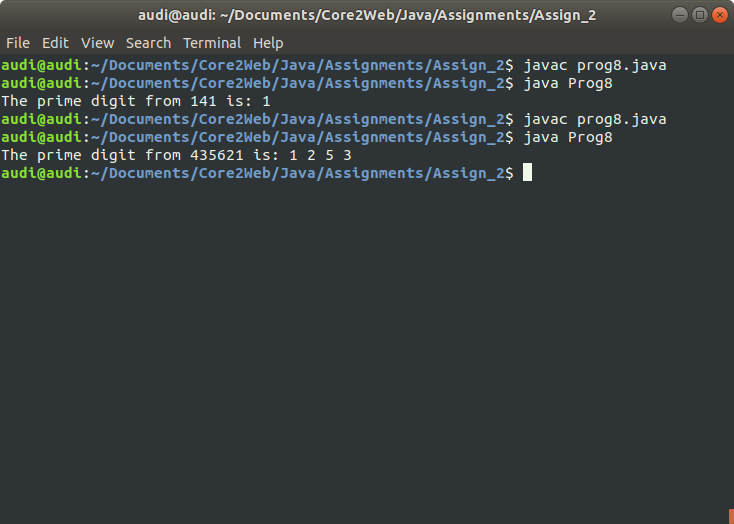 audi@audi: ~/Documents/Core2Web/Java/Assignments/Assign_2
File Edit View Search Terminal Help
audi@audi:~/Documents/Core2Web/Java/Assignments/Assign_2$ javac prog8.java
audi@audi:~/Documents/Core2Web/Java/Assignments/Assign_2$ java Prog8
The prime digit from 141 is: 1
audi@audi:~/Documents/Core2Web/Java/Assignments/Assign_2$ javac prog8.java
audi@audi:~/Documents/Core2Web/Java/Assignments/Assign_2$ java Prog8
The prime digit from 435621 is: 1 2 5 3
audi@audi:~/Documents/Core2Web/Java/Assignments/Assign_2$